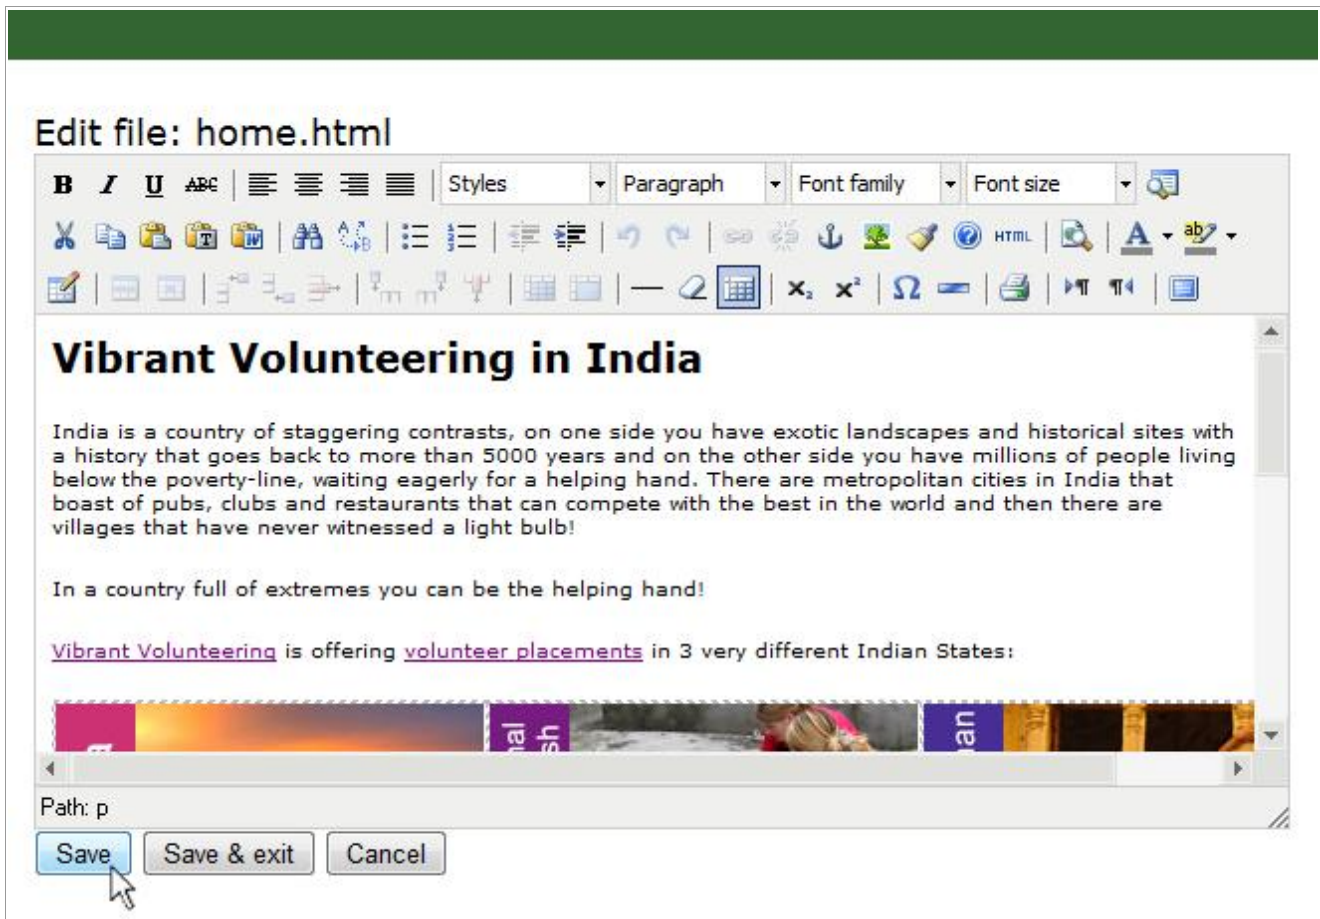 Edit file: home.html
B I U ABC Styles Paragraph Font family Font size
HTML A ab
x₂ x² Ω ¶ ¶
Vibrant Volunteering in India
India is a country of staggering contrasts, on one side you have exotic landscapes and historical sites with
a history that goes back to more than 5000 years and on the other side you have millions of people living
below the poverty-line, waiting eagerly for a helping hand. There are metropolitan cities in India that
boast of pubs, clubs and restaurants that can compete with the best in the world and then there are
villages that have never witnessed a light bulb!
In a country full of extremes you can be the helping hand!
Vibrant Volunteering is offering volunteer placements in 3 very different Indian States:
Path: p
Save Save & exit Cancel